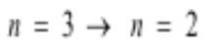 n = 3 → n = 2